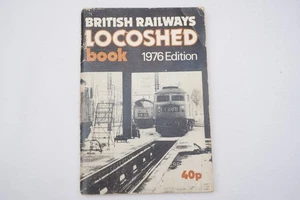 BRITISH RAILWAYS
LOCOSHED
book 1976 Edition
40p